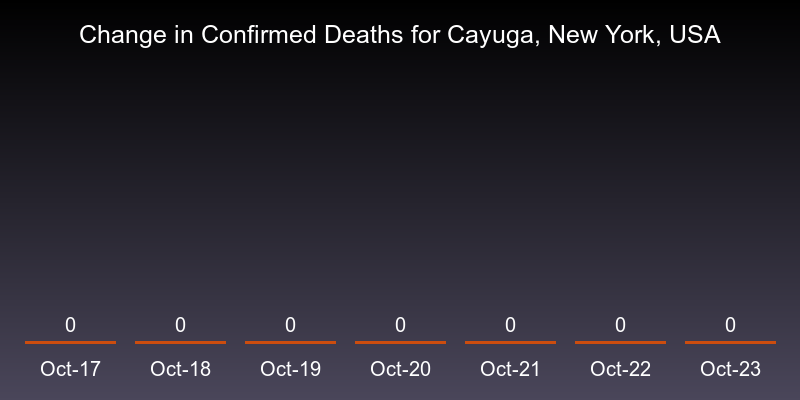 Change in Confirmed Deaths for Cayuga, New York, USA
0 0 0 0 0 0 0
Oct-17 Oct-18 Oct-19 Oct-20 Oct-21 Oct-22 Oct-23